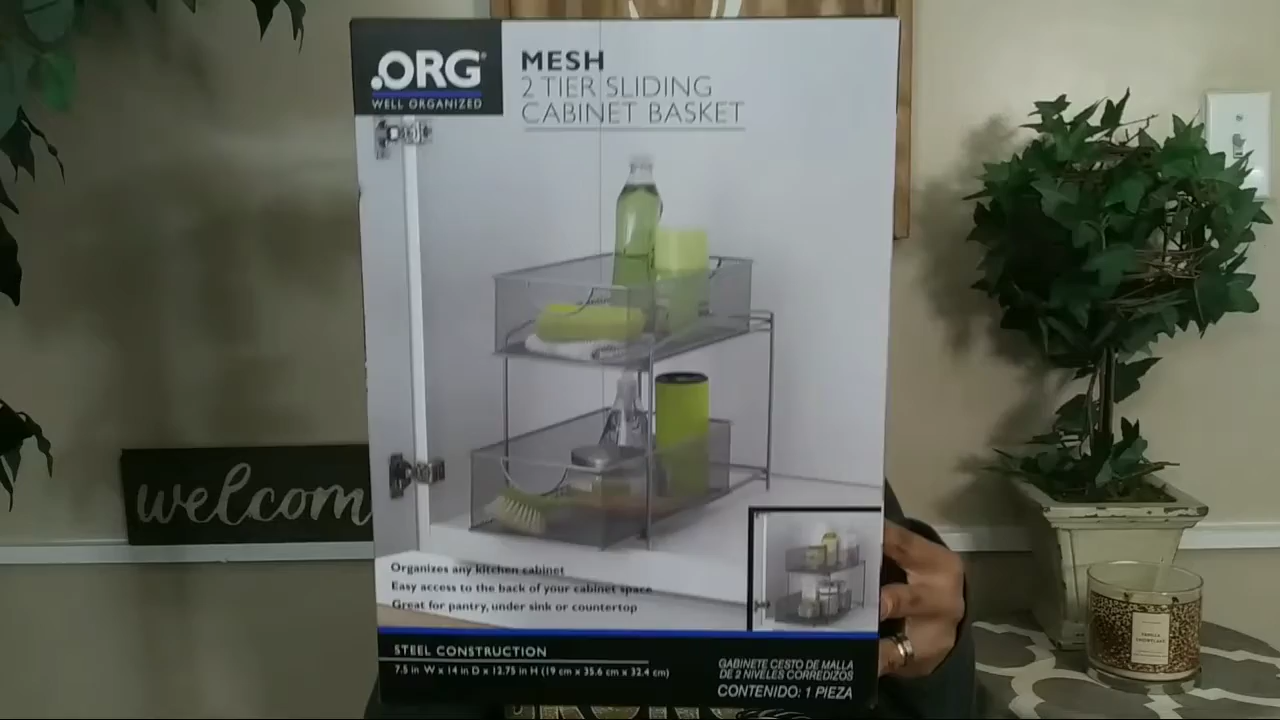 .ORG
WELL ORGANIZED
MESH
2 TIER SLIDING
CABINET BASKET
welcom
Organizes any kitchen cabinet
Easy access to the back of your cabinet space
Great for pantry, under sink or countertop
STEEL CONSTRUCTION
7.5 in W x 14 in D x 12.75 in H (19 cm x 35.6 cm x 32.4 cm)
GABINETE CESTO DE MALLA
DE 2 NIVELES CORREDIZOS
CONTENIDO: 1 PIEZA
VANILLA
SNOWFLAKE